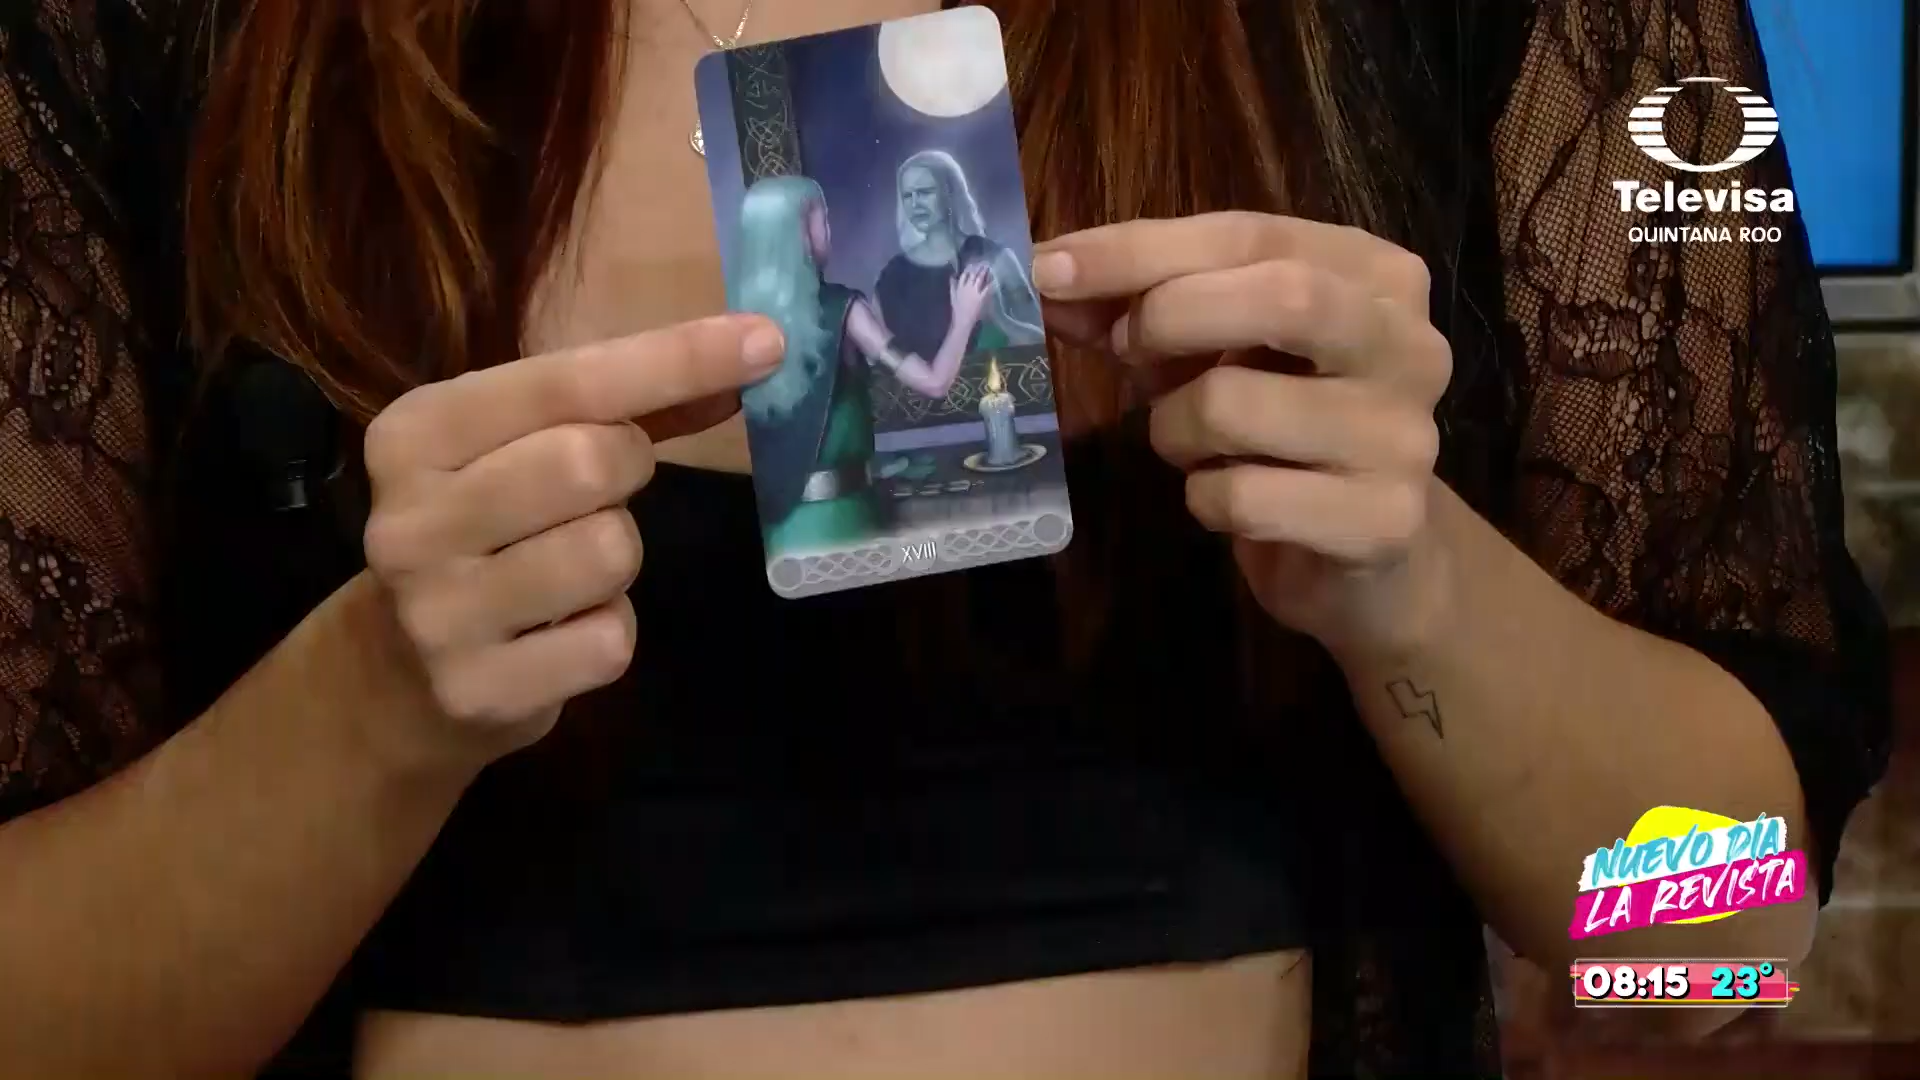 Televisa
QUINTANA ROO
XVIII
NUEVO DÍA
LA REVISTA
08:15 23°